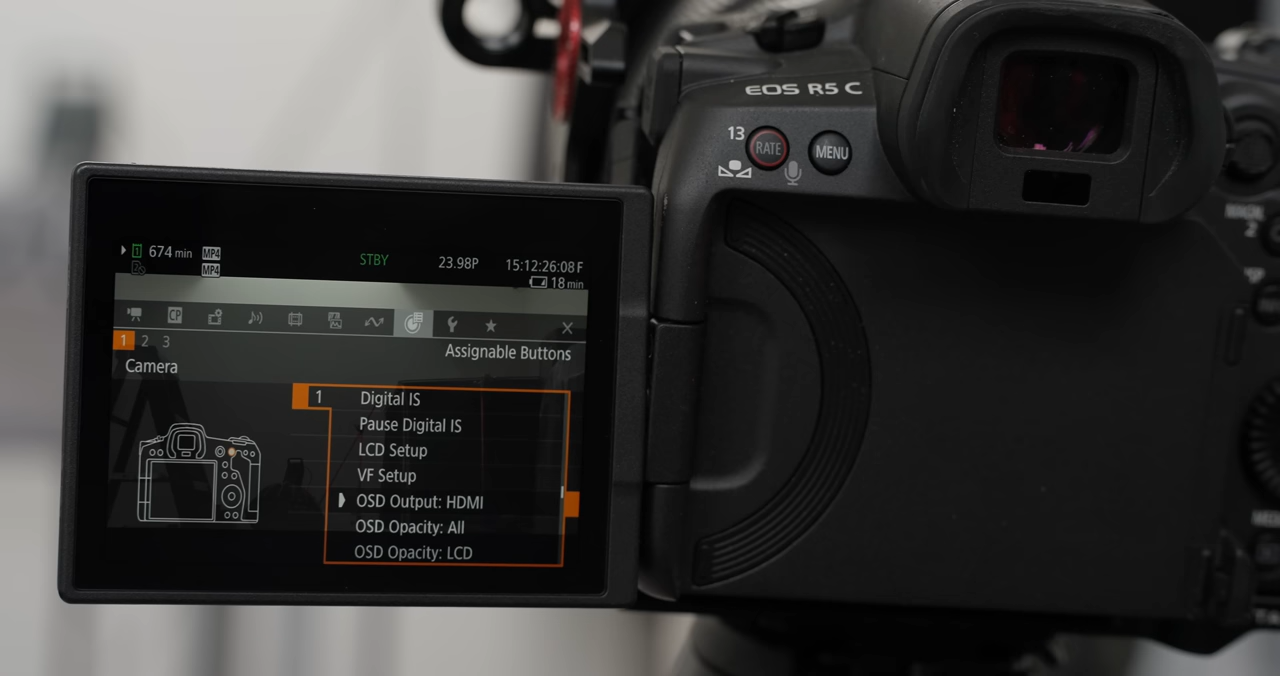 EOS R5 C
13
RATE
MENU
1 674 min MP4
STBY
23.98P
15:12:26:08 F
MP4
18 min
CP
1 2 3
Assignable Buttons
Camera
1
Digital IS
Pause Digital IS
LCD Setup
VF Setup
OSD Output: HDMI
OSD Opacity: All
OSD Opacity: LCD
2